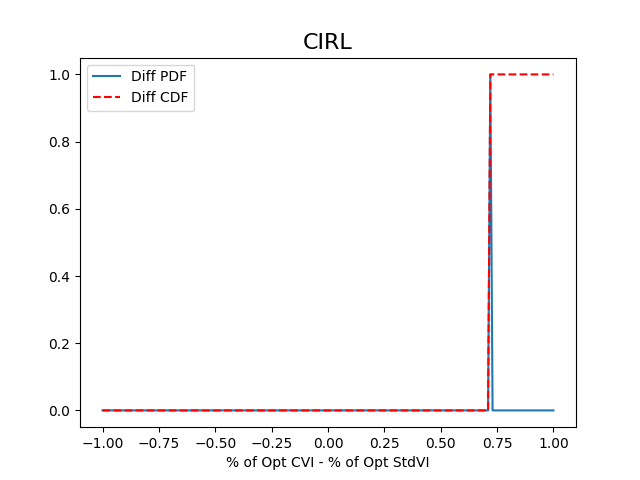 CIRL
Diff PDF
Diff CDF
1.0
0.8
0.6
0.4
0.2
0.0
−1.00 −0.75 −0.50 −0.25 0.00 0.25 0.50 0.75 1.00
% of Opt CVI - % of Opt StdVI